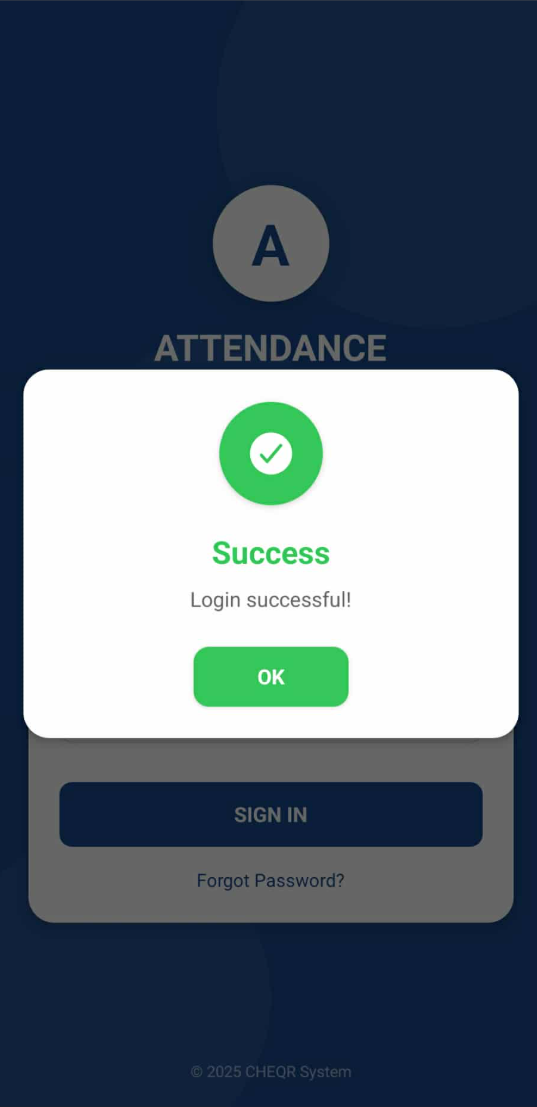 A
ATTENDANCE
Success
Login successful!
OK
SIGN IN
Forgot Password?
© 2025 CHEQR System